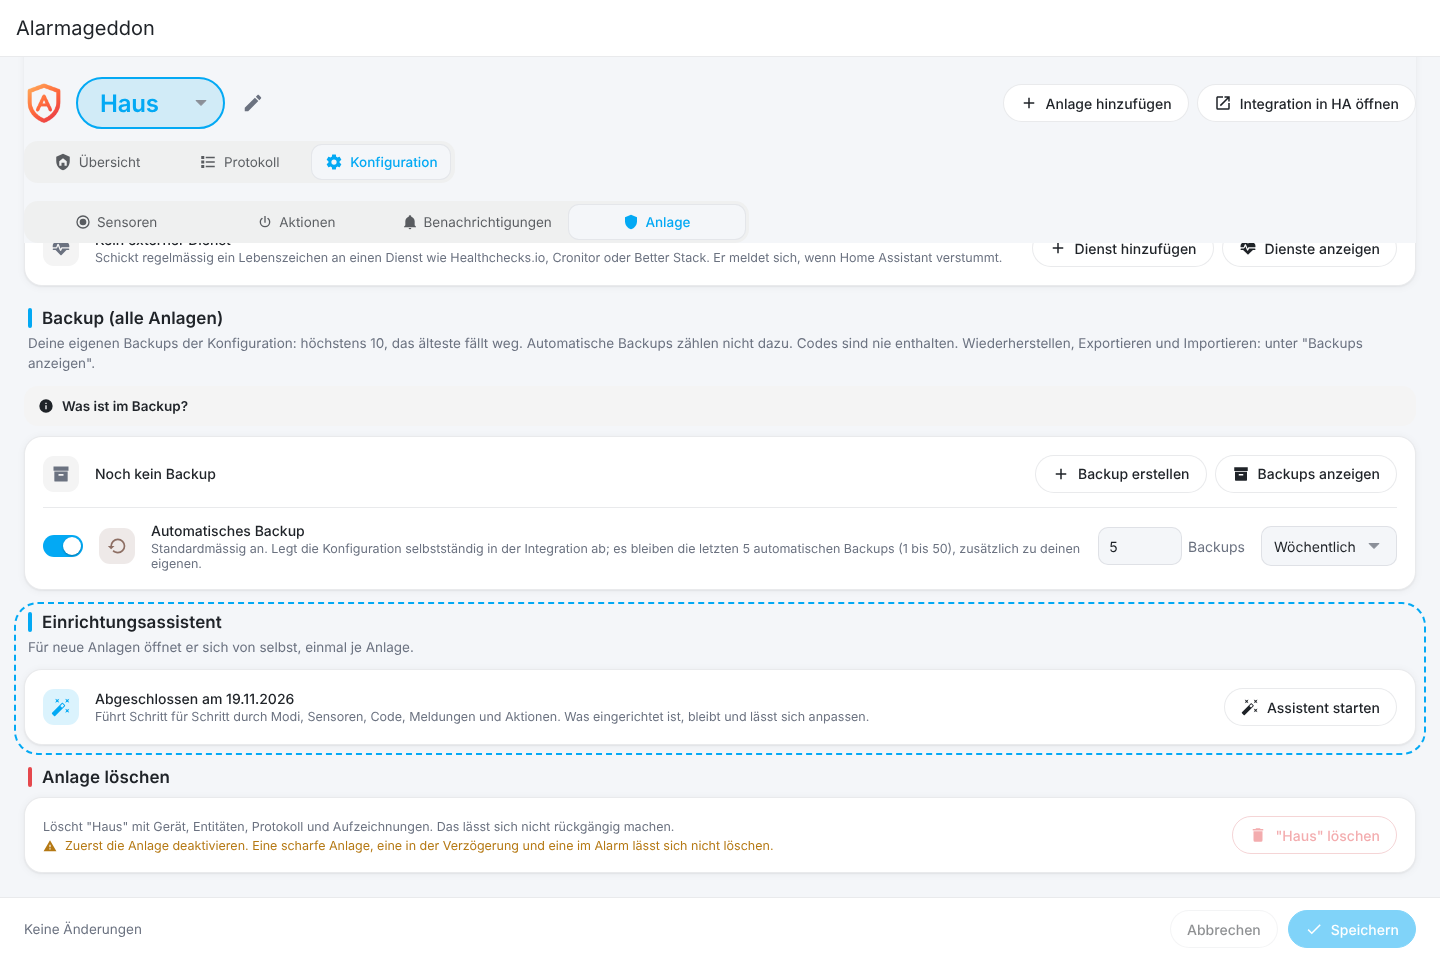 Alarmageddon
Haus
Anlage hinzufügen
Integration in HA öffnen
Übersicht
Protokoll
Konfiguration
Sensoren
Aktionen
Benachrichtigungen
Anlage
Kein externer Dienst
Schickt regelmässig ein Lebenszeichen an einen Dienst wie Healthchecks.io, Cronitor oder Better Stack. Er meldet sich, wenn Home Assistant verstummt.
Dienst hinzufügen
Dienste anzeigen
Backup (alle Anlagen)
Deine eigenen Backups der Konfiguration: höchstens 10, das älteste fällt weg. Automatische Backups zählen nicht dazu. Codes sind nie enthalten. Wiederherstellen, Exportieren und Importieren: unter "Backups
anzeigen".
Was ist im Backup?
Noch kein Backup
Backup erstellen
Backups anzeigen
Automatisches Backup
Standardmässig an. Legt die Konfiguration selbstständig in der Integration ab; es bleiben die letzten 5 automatischen Backups (1 bis 50), zusätzlich zu deinen
eigenen.
5
Backups
Wöchentlich
Einrichtungsassistent
Für neue Anlagen öffnet er sich von selbst, einmal je Anlage.
Abgeschlossen am 19.11.2026
Führt Schritt für Schritt durch Modi, Sensoren, Code, Meldungen und Aktionen. Was eingerichtet ist, bleibt und lässt sich anpassen.
Assistent starten
Anlage löschen
Löscht "Haus" mit Gerät, Entitäten, Protokoll und Aufzeichnungen. Das lässt sich nicht rückgängig machen.
Zuerst die Anlage deaktivieren. Eine scharfe Anlage, eine in der Verzögerung und eine im Alarm lässt sich nicht löschen.
"Haus" löschen
Keine Änderungen
Abbrechen
Speichern